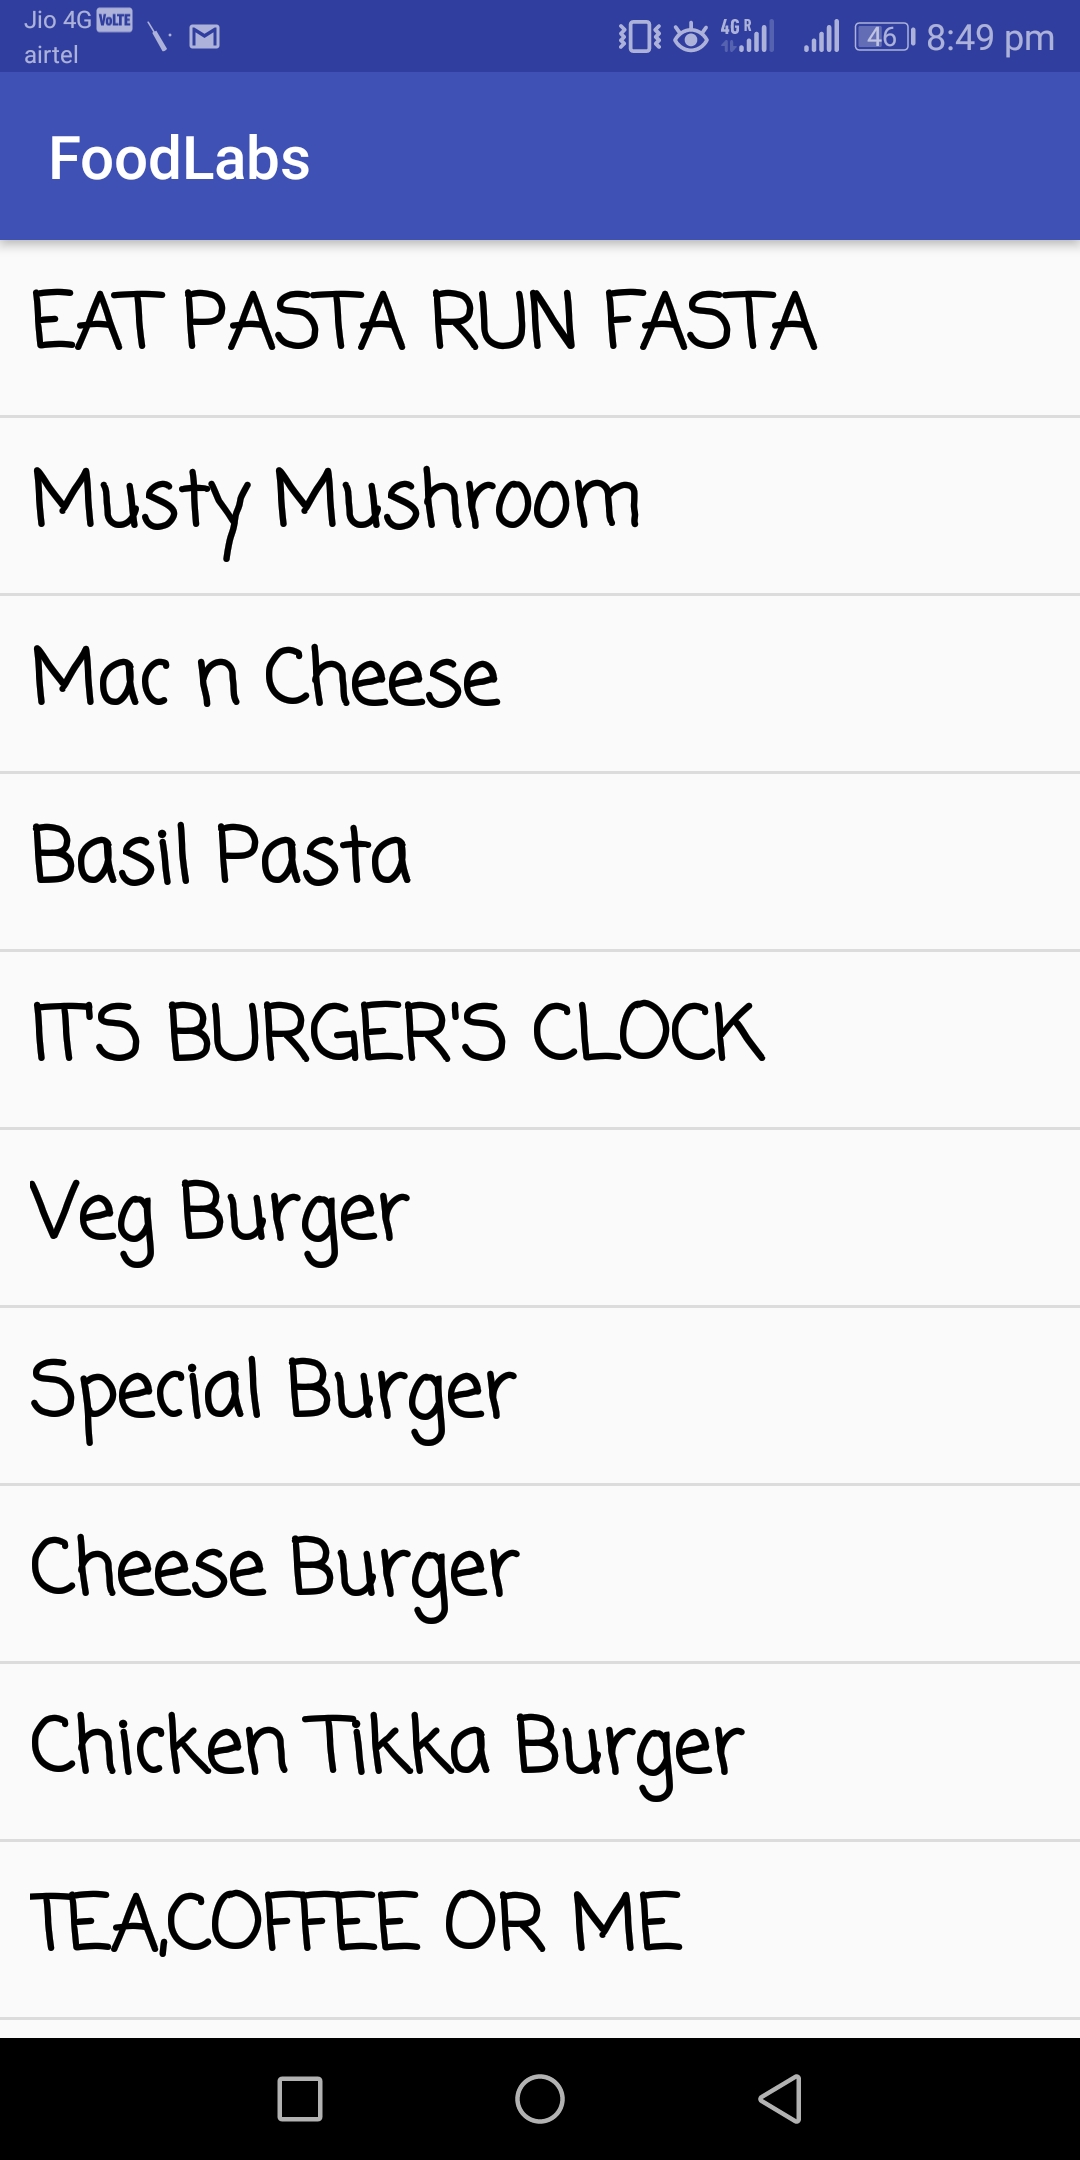 Jio 4G VoLTE
airtel
4G R
46
8:49 pm
FoodLabs
EAT PASTA RUN FASTA
Musty Mushroom
Mac n Cheese
Basil Pasta
IT'S BURGER'S CLOCK
Veg Burger
Special Burger
Cheese Burger
Chicken Tikka Burger
TEA,COFFEE OR ME